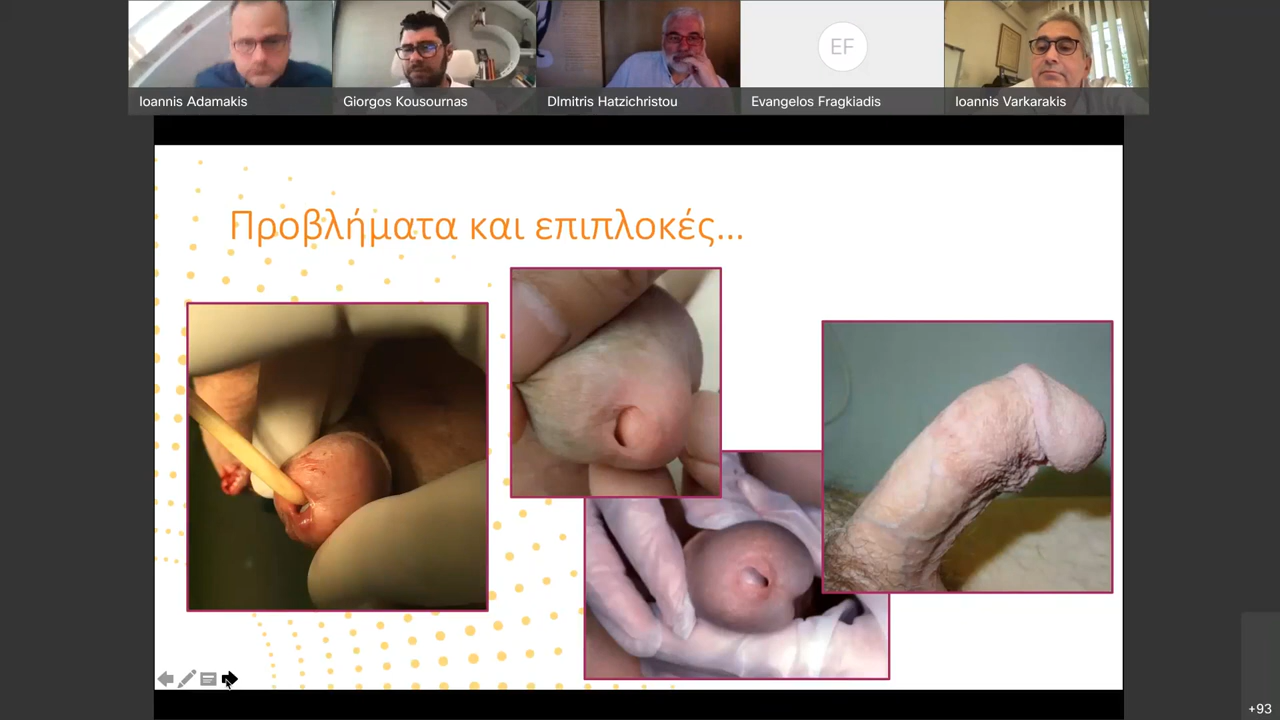 Ioannis Adamakis
Giorgos Kousournas
DImitris Hatzichristou
EF
Evangelos Fragkiadis
Ioannis Varkarakis
Προβλήματα και επιπλοκές...
+93